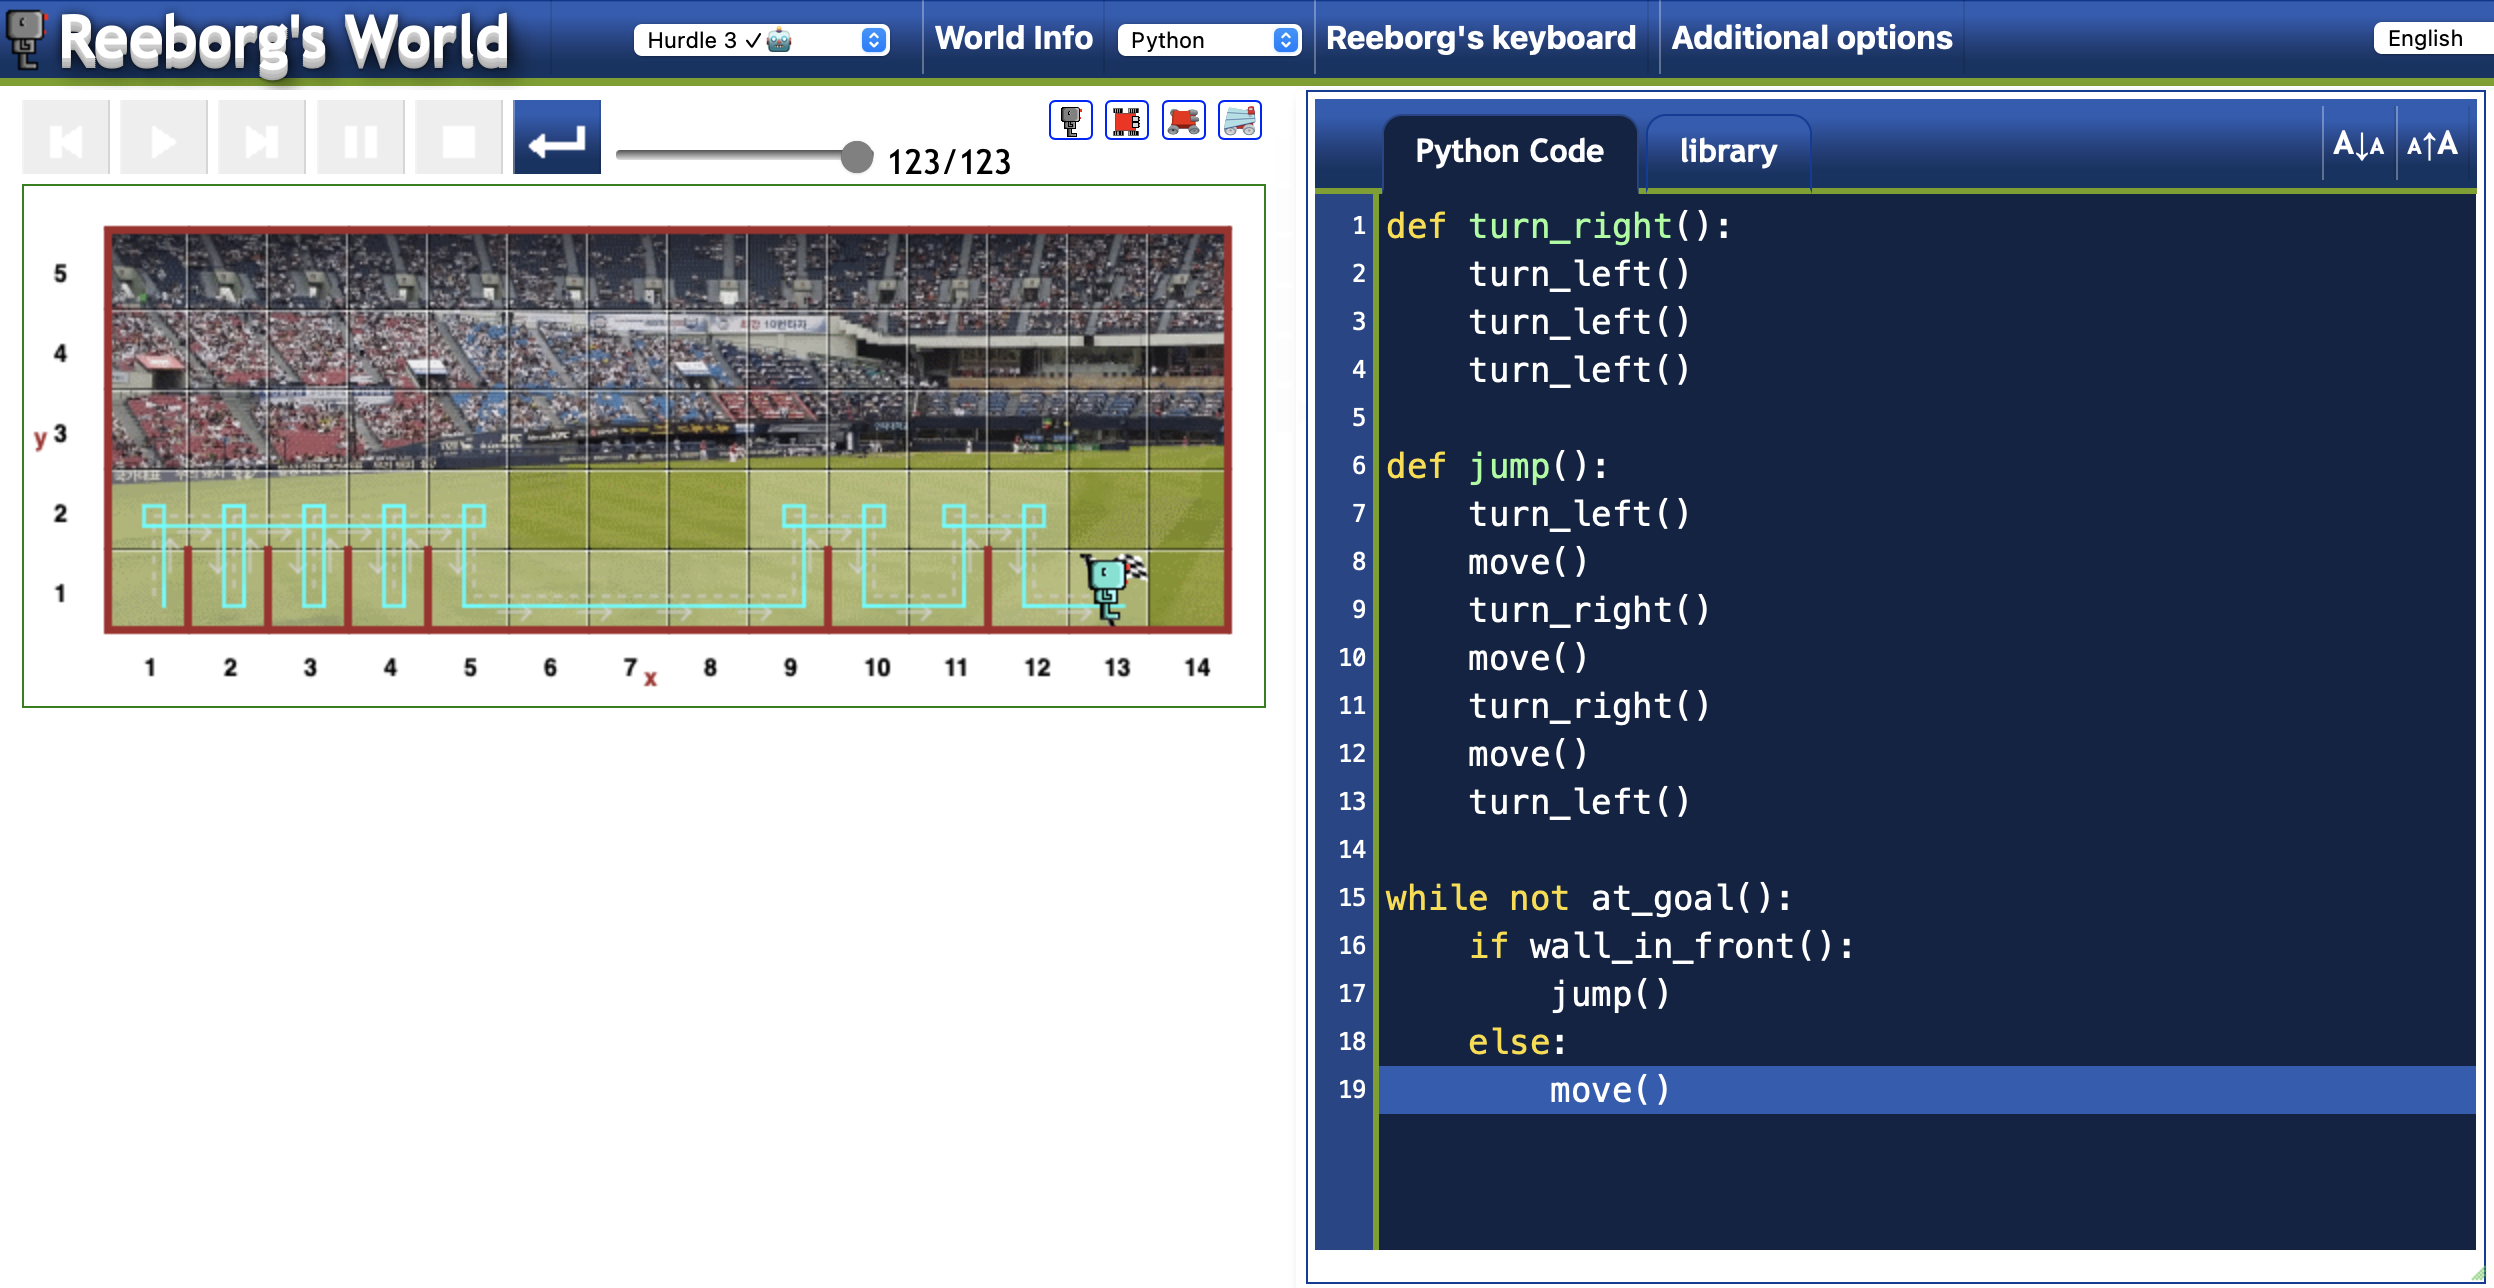 Reeborg's World
Hurdle 3 ✓🤖
World Info
Python
Reeborg's keyboard
Additional options
English
123/123
5
4
y 3
2
1
1 2 3 4 5 6 7 x 8 9 10 11 12 13 14
Python Code
library
A↓A
A↑A
1 def turn_right():
2     turn_left()
3     turn_left()
4     turn_left()
5
6 def jump():
7     turn_left()
8     move()
9     turn_right()
10     move()
11     turn_right()
12     move()
13     turn_left()
14
15 while not at_goal():
16     if wall_in_front():
17         jump()
18     else:
19         move()